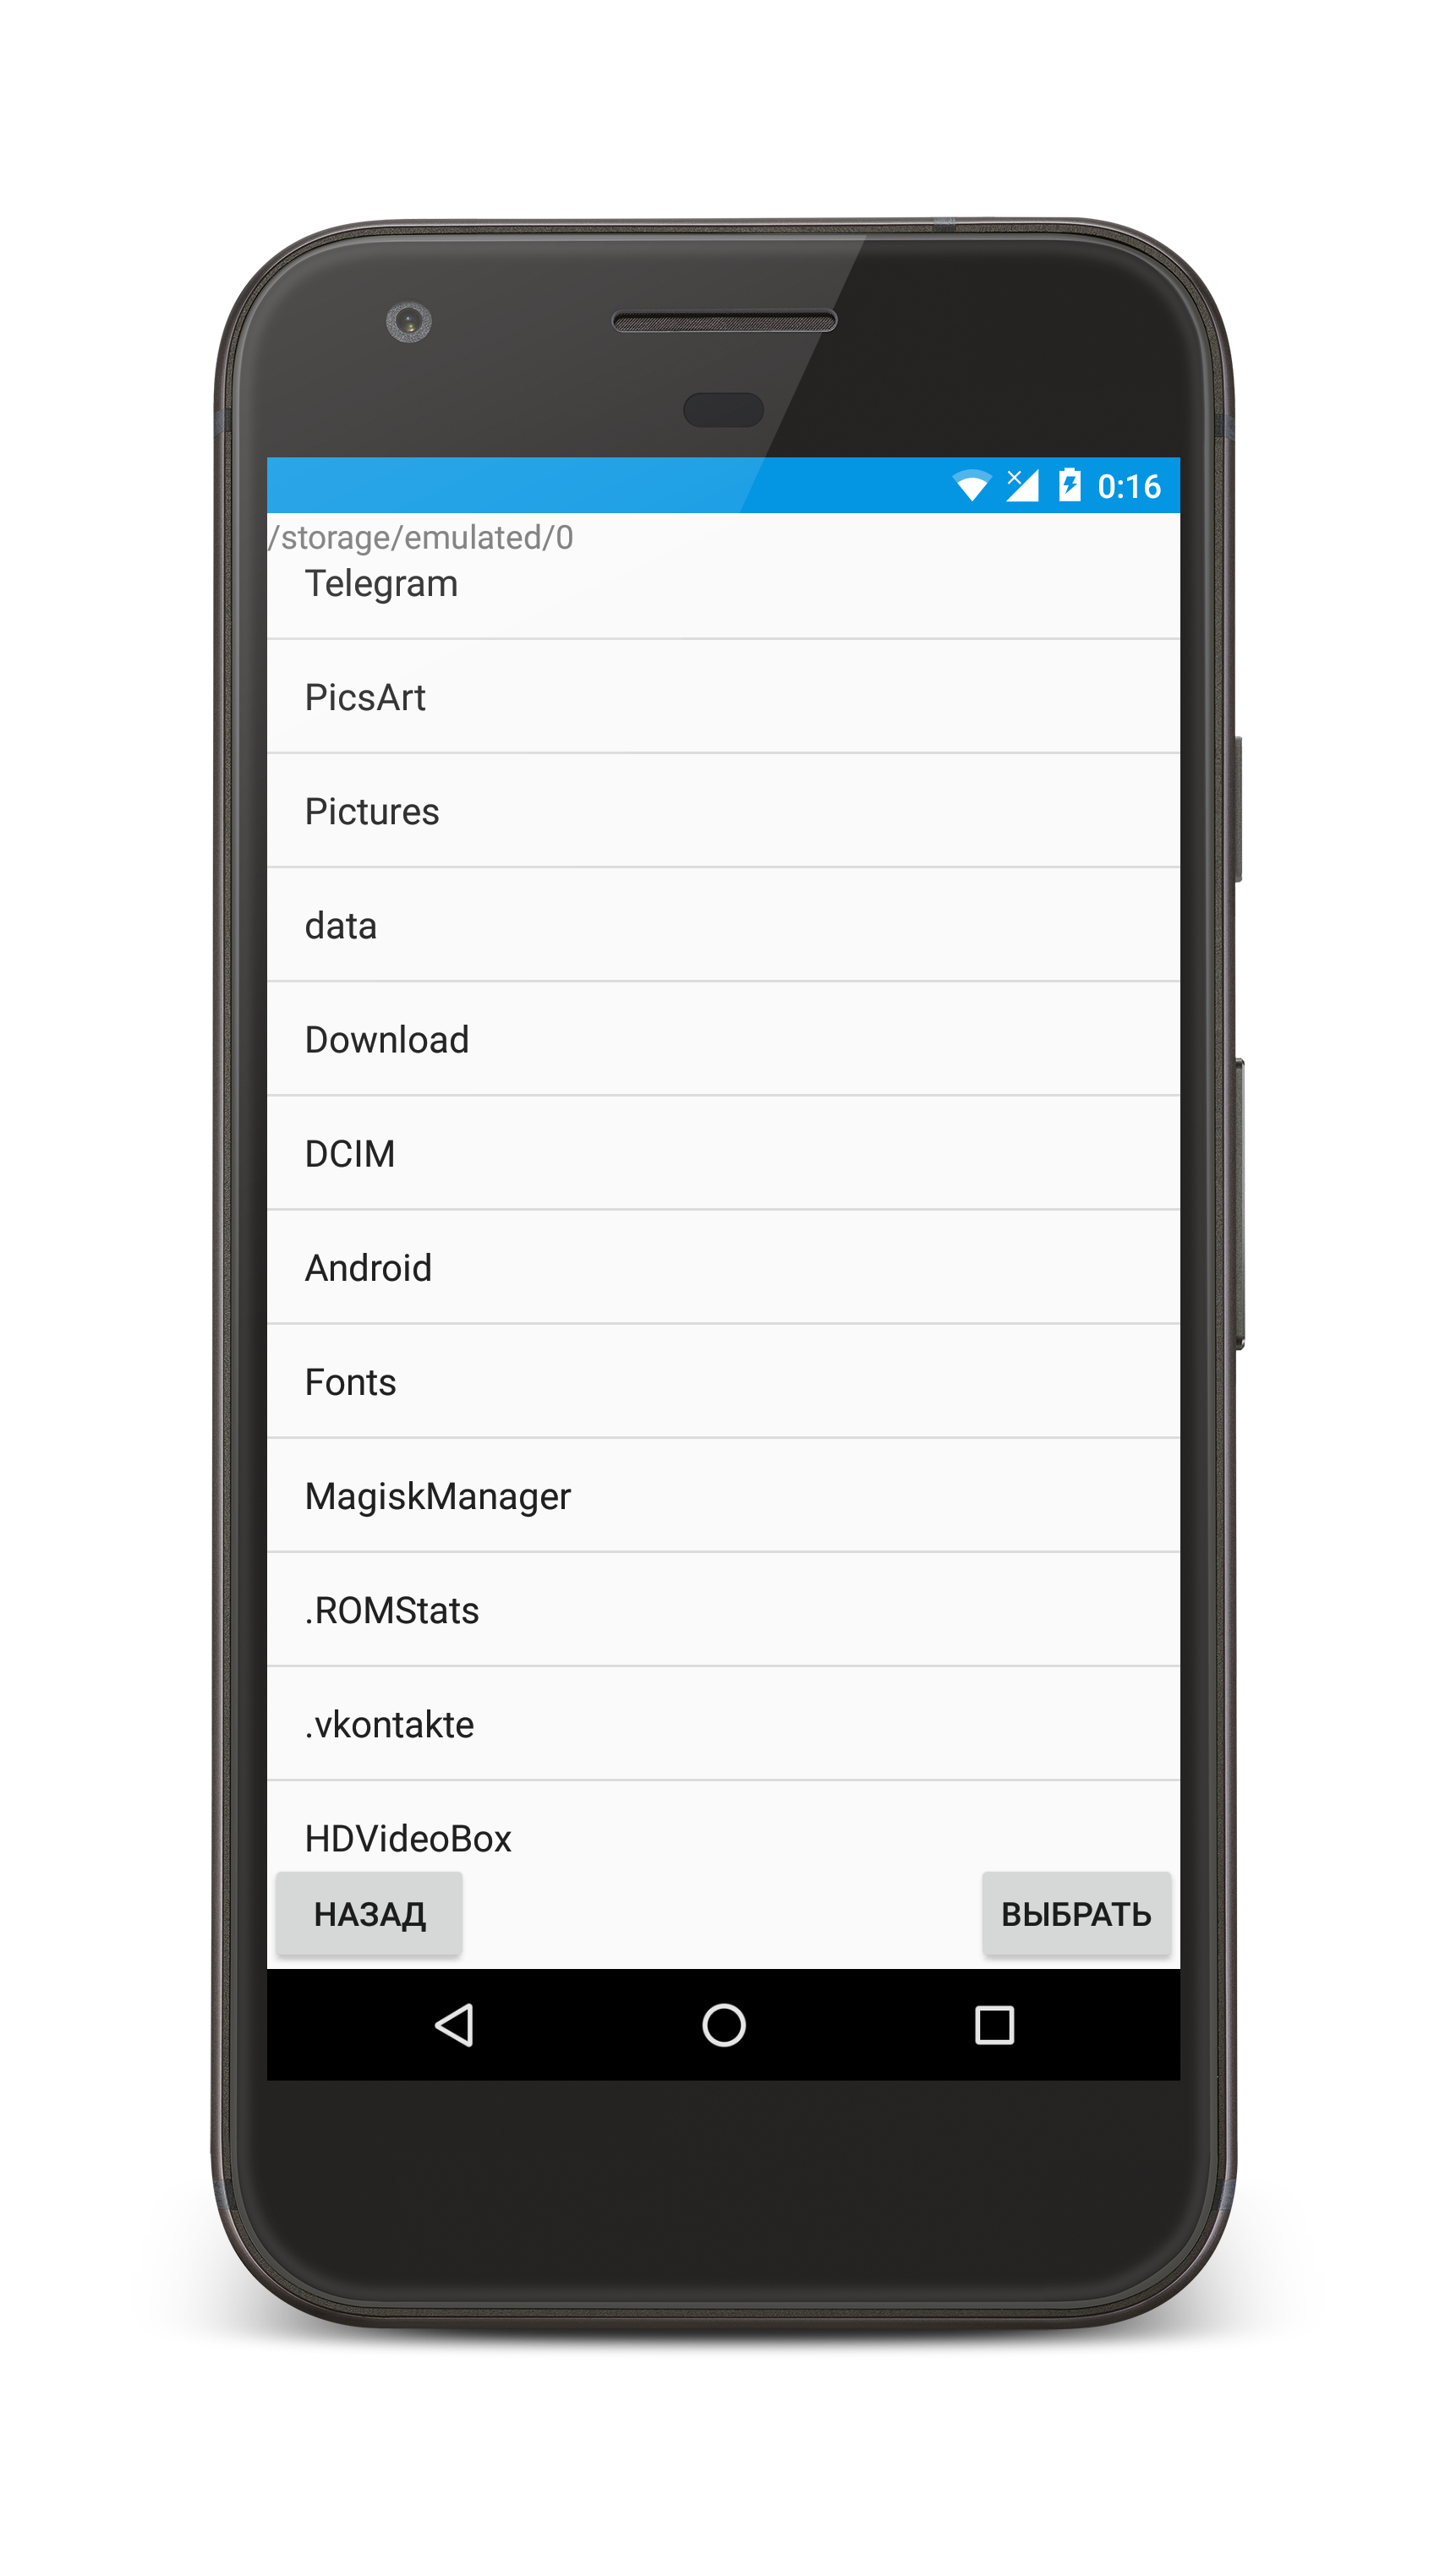 0:16
/storage/emulated/0
Telegram
PicsArt
Pictures
data
Download
DCIM
Android
Fonts
MagiskManager
.ROMStats
.vkontakte
HDVideoBox
НАЗАД ВЫБРАТЬ